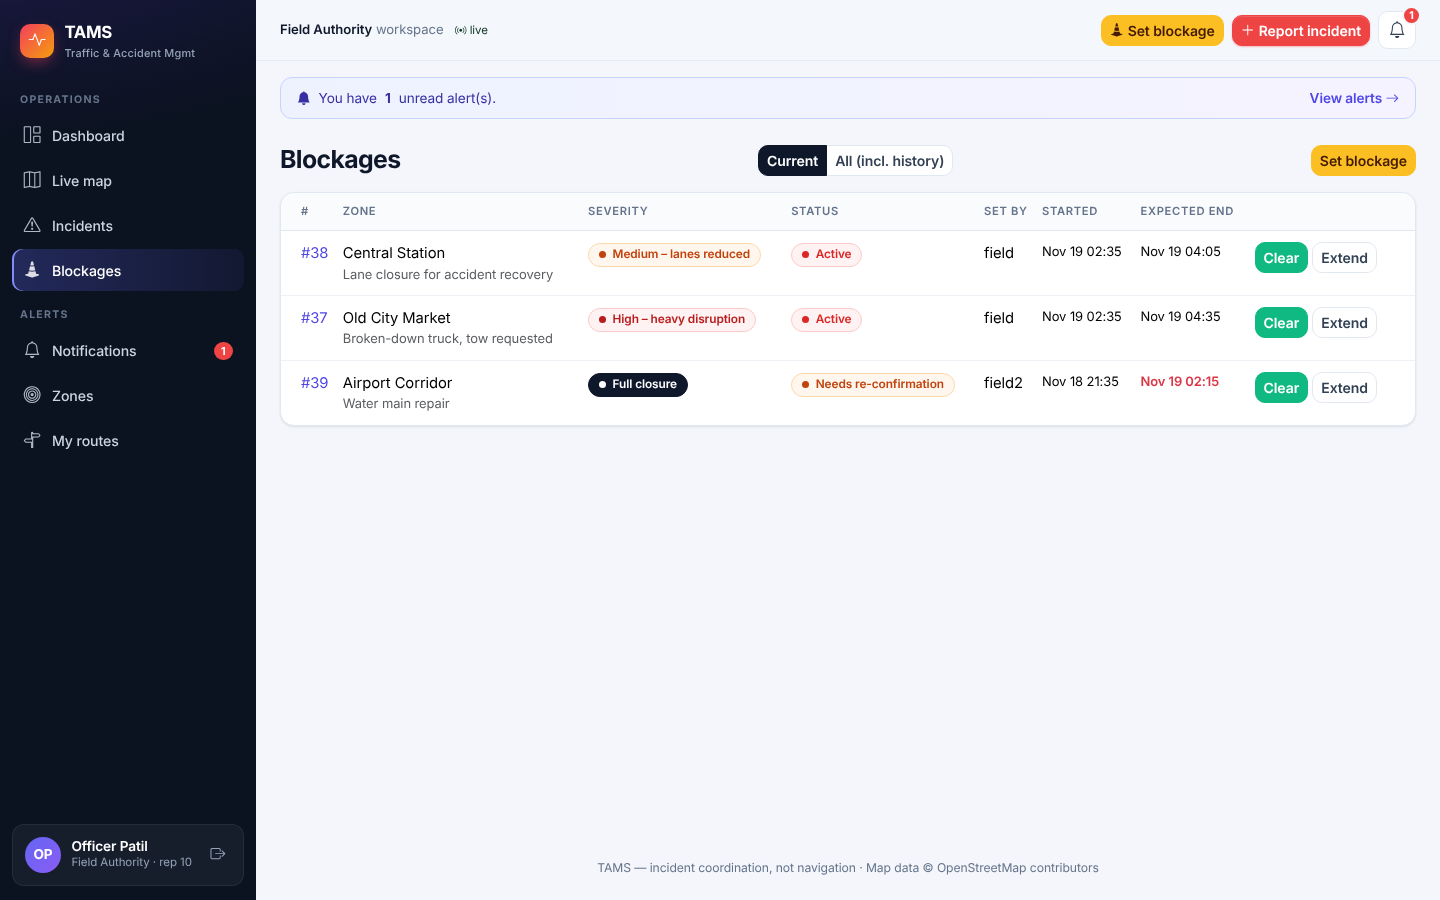 TAMS
Traffic & Accident Mgmt
OPERATIONS
Dashboard
Live map
Incidents
Blockages
ALERTS
Notifications 1
Zones
My routes
OP
Officer Patil
Field Authority · rep 10
Field Authority workspace live
Set blockage
Report incident
1
You have 1 unread alert(s).
View alerts →
Blockages
Current All (incl. history)
Set blockage
# ZONE SEVERITY STATUS SET BY STARTED EXPECTED END
#38 Central Station Medium – lanes reduced Active field Nov 19 02:35 Nov 19 04:05 Clear Extend
Lane closure for accident recovery
#37 Old City Market High – heavy disruption Active field Nov 19 02:35 Nov 19 04:35 Clear Extend
Broken-down truck, tow requested
#39 Airport Corridor Full closure Needs re-confirmation field2 Nov 18 21:35 Nov 19 02:15 Clear Extend
Water main repair
TAMS — incident coordination, not navigation · Map data © OpenStreetMap contributors